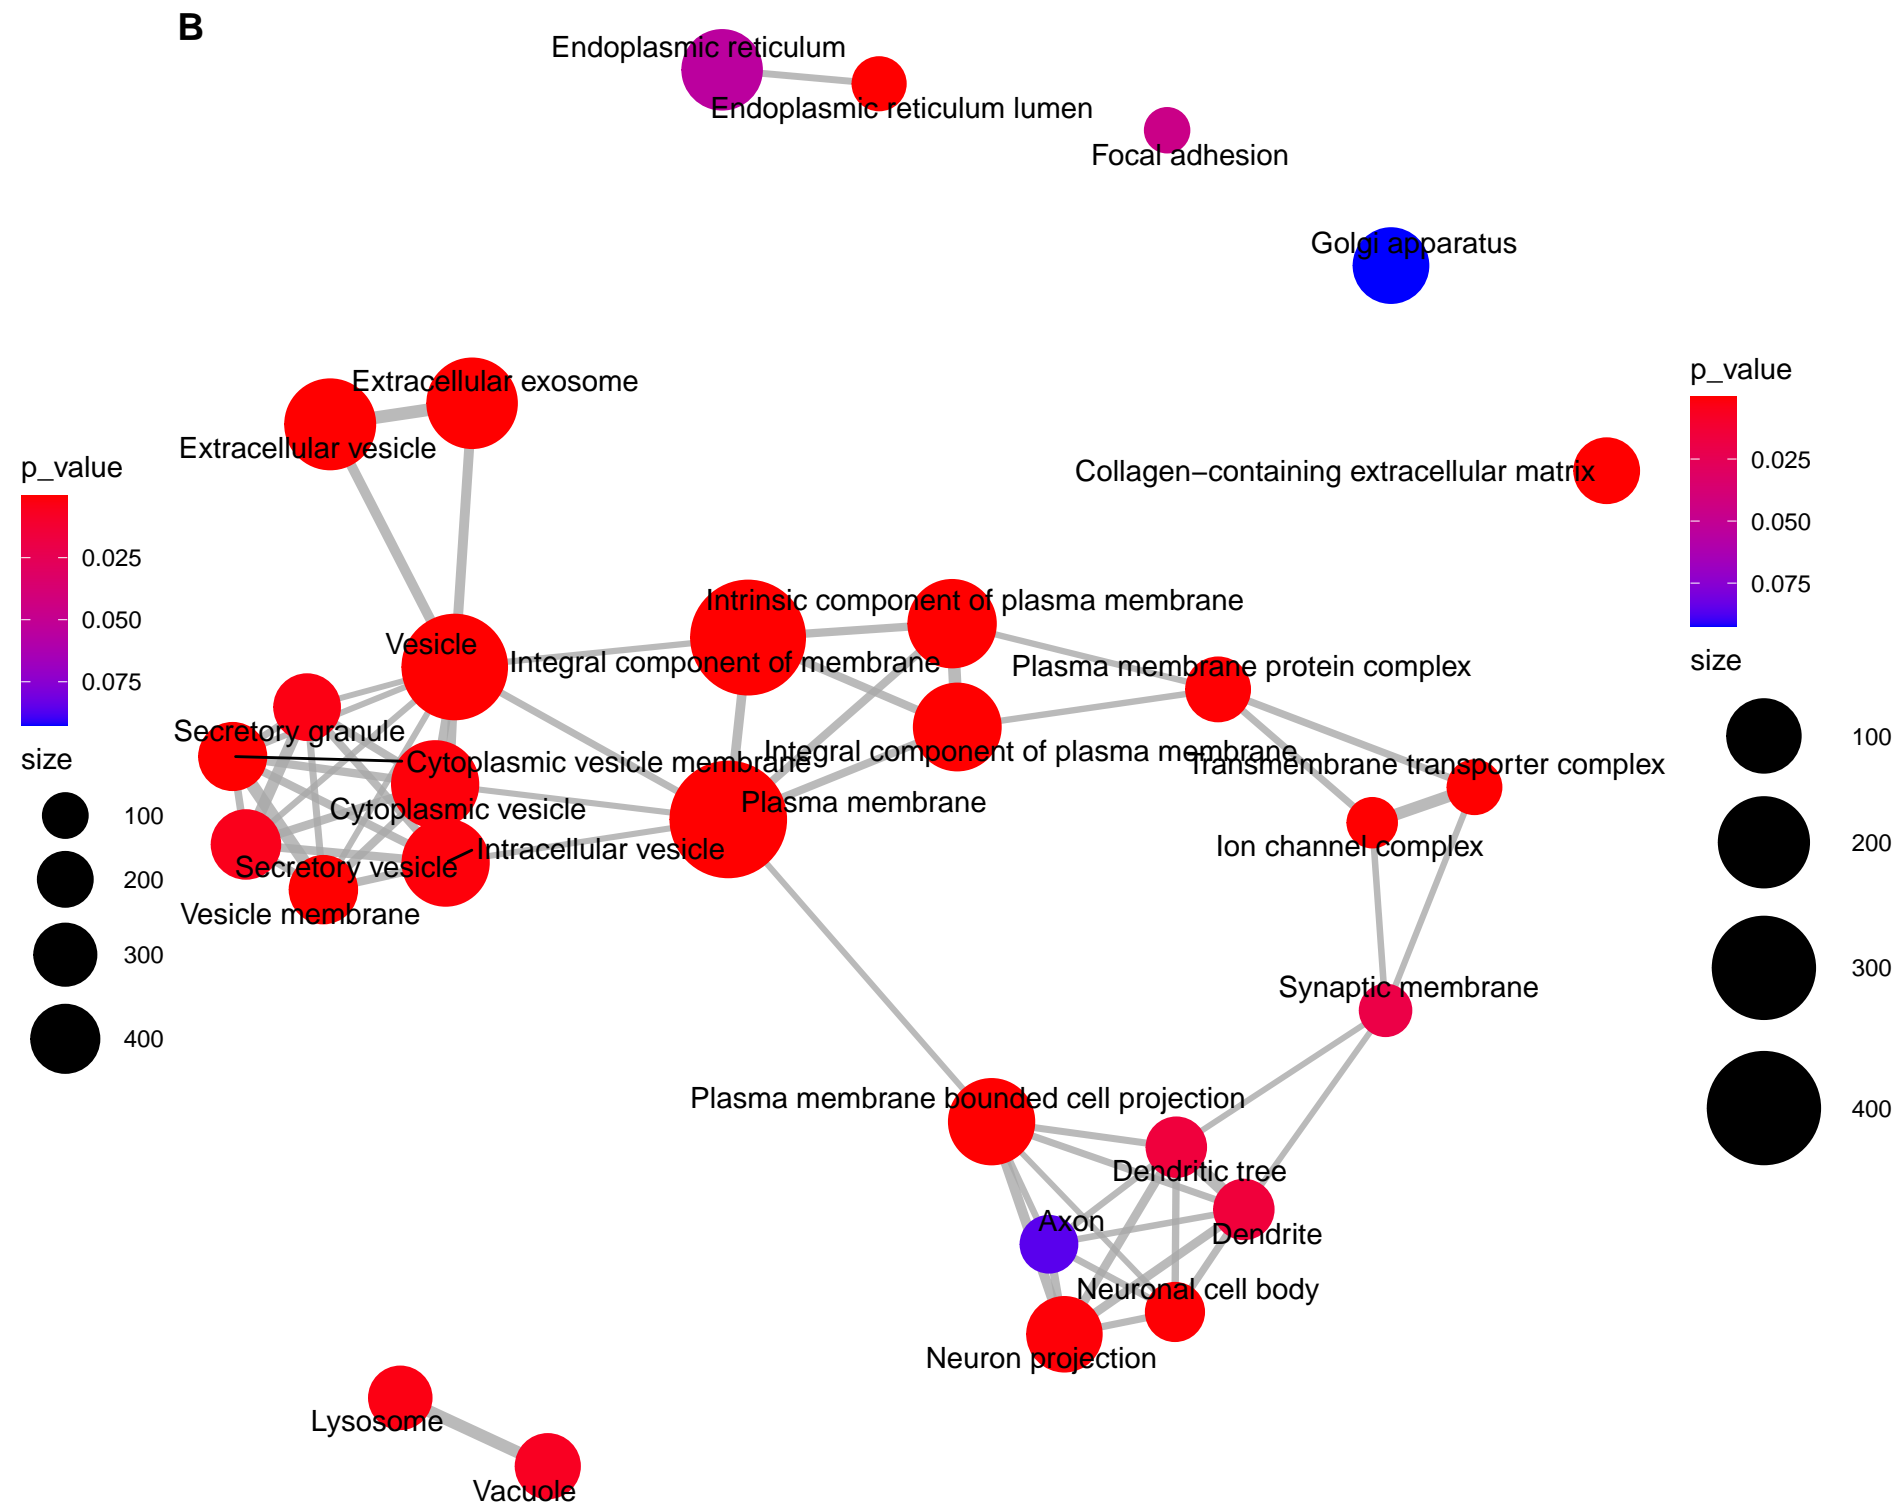 B
Endoplasmic reticulum
Endoplasmic reticulum lumen
Focal adhesion
Golgi apparatus
Extracellular exosome
Extracellular vesicle
Collagen−containing extracellular matrix
p_value
0.025
0.050
0.075
size
100
200
300
400
p_value
0.025
0.050
0.075
size
100
200
300
400
Intrinsic component of plasma membrane
Vesicle
Integral component of membrane
Plasma membrane protein complex
Secretory granule
Integral component of plasma membrane
Cytoplasmic vesicle membrane
Transmembrane transporter complex
Plasma membrane
Cytoplasmic vesicle
Ion channel complex
Intracellular vesicle
Secretory vesicle
Vesicle membrane
Synaptic membrane
Plasma membrane bounded cell projection
Dendritic tree
Axon
Dendrite
Neuronal cell body
Neuron projection
Lysosome
Vacuole